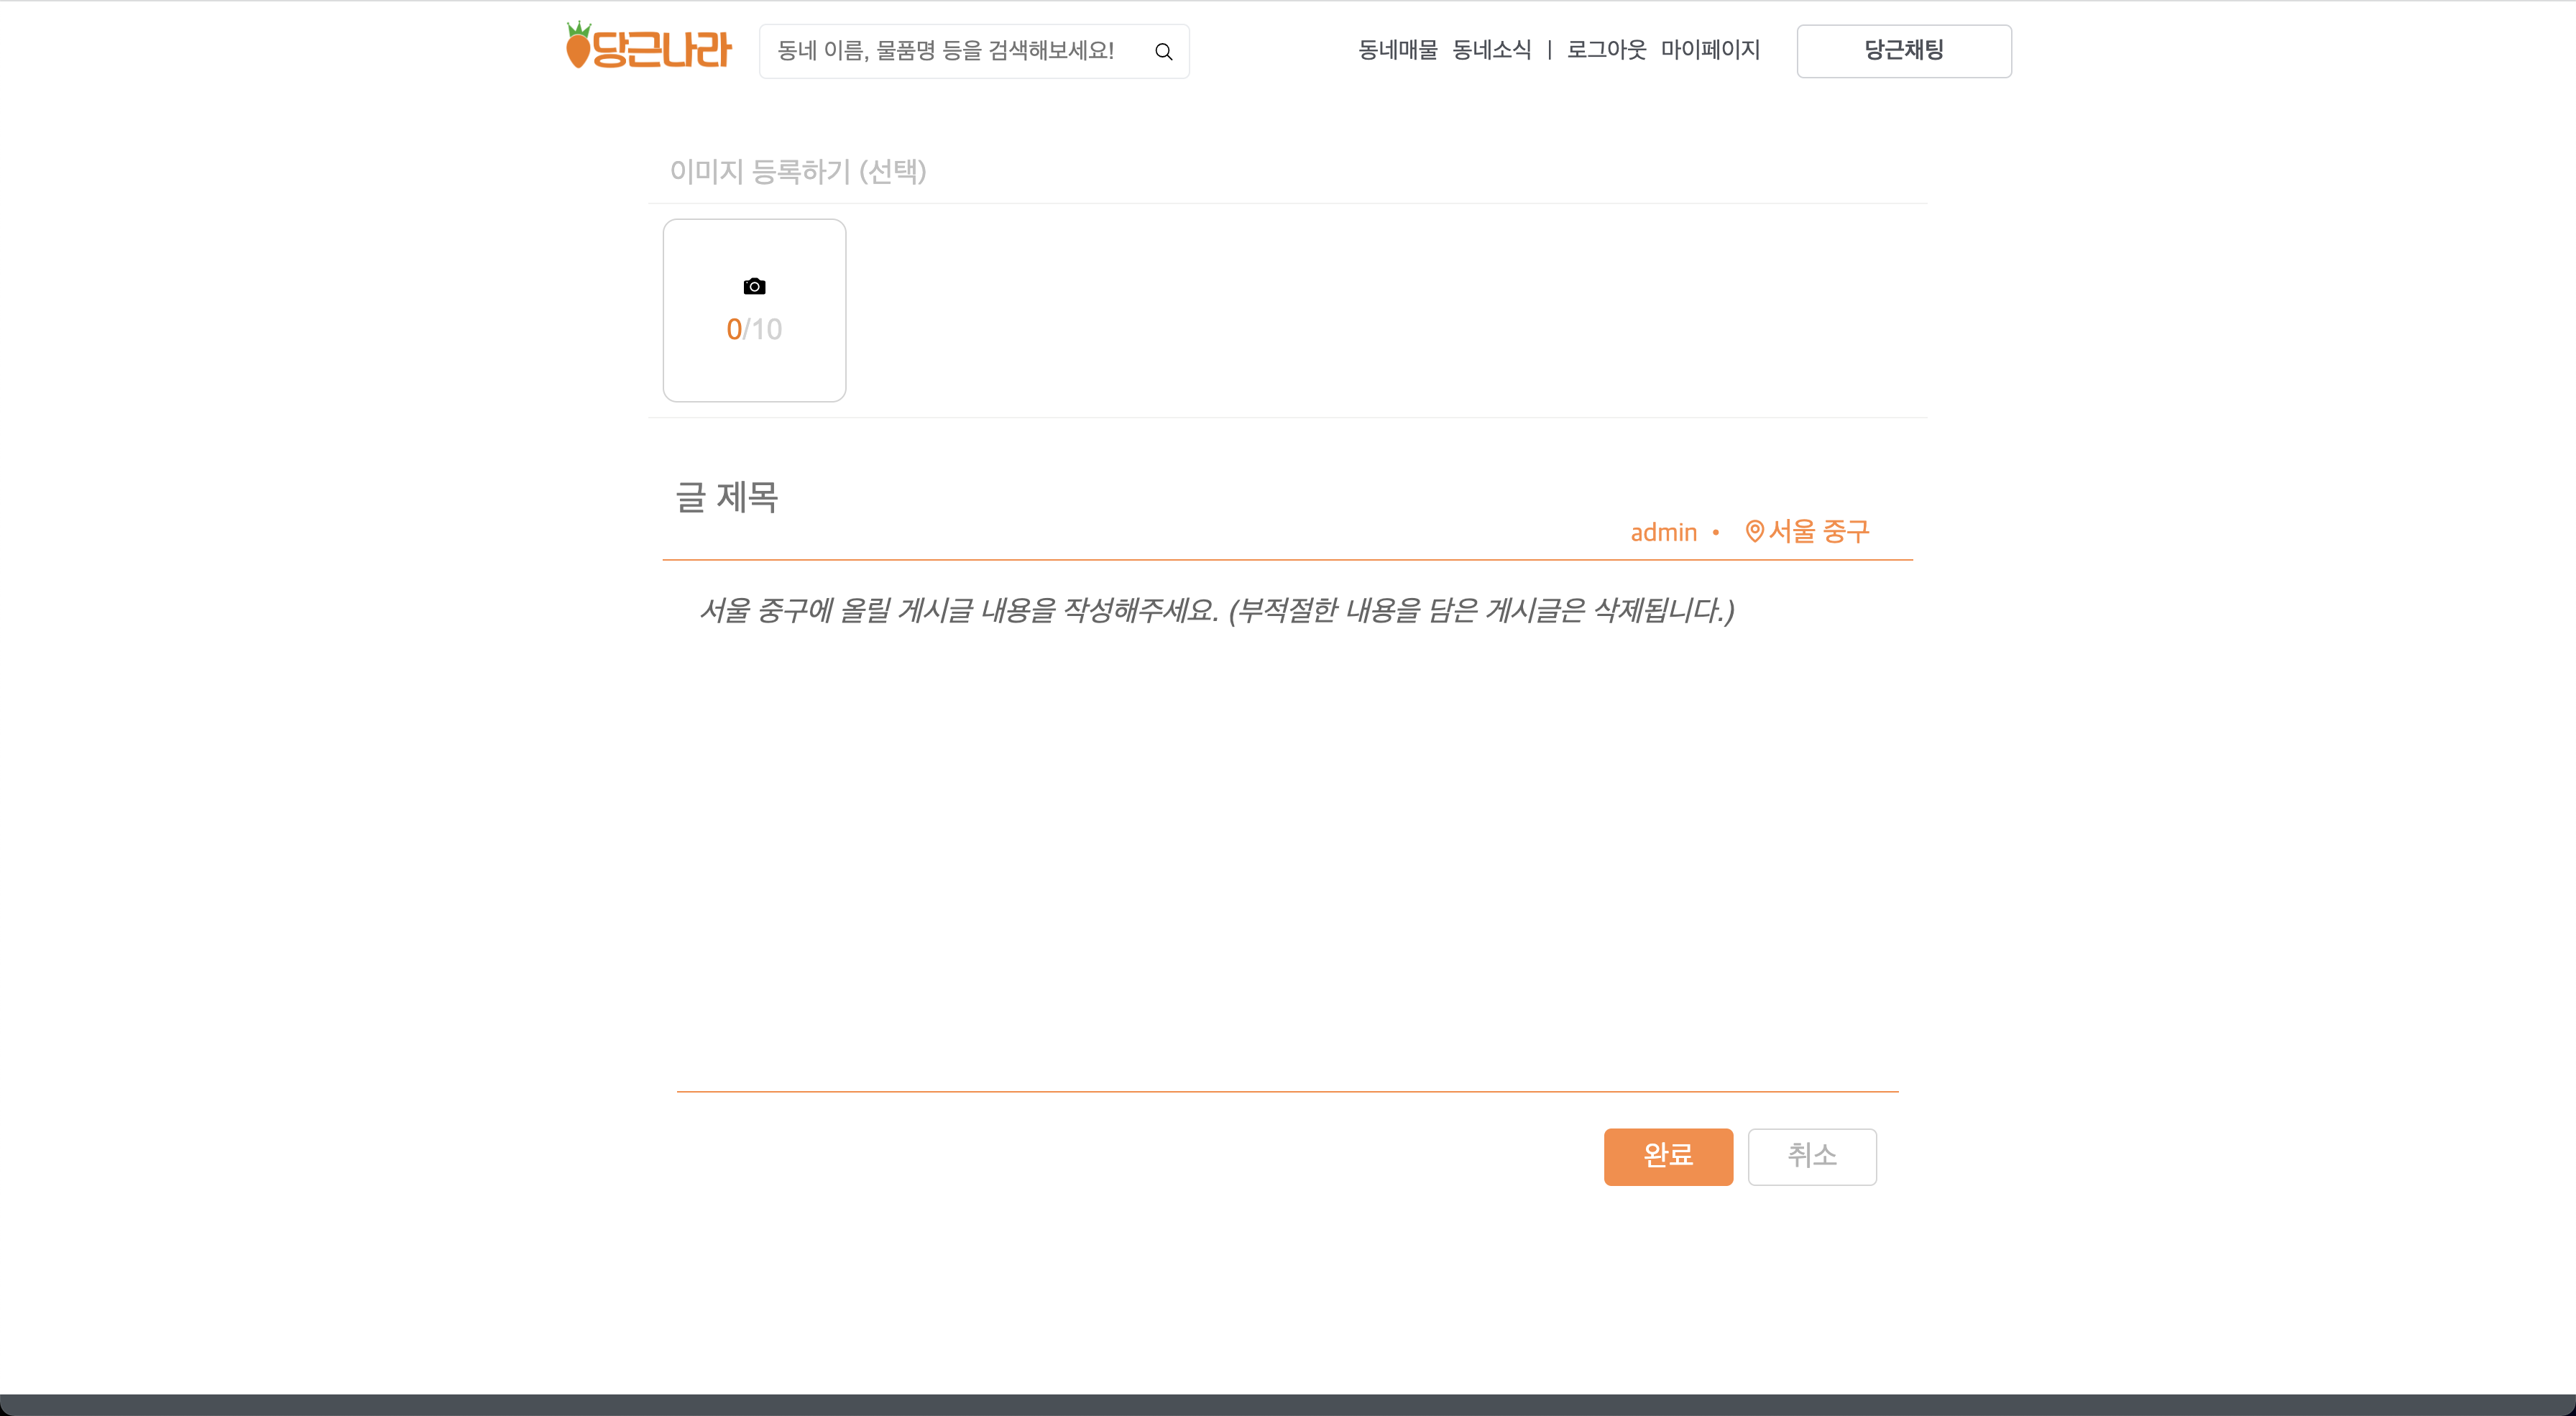 당근나라
동네 이름, 물품명 등을 검색해보세요!
동네매물 동네소식 | 로그아웃 마이페이지
당근채팅
이미지 등록하기 (선택)
0/10
글 제목
admin • 서울 중구
서울 중구에 올릴 게시글 내용을 작성해주세요. (부적절한 내용을 담은 게시글은 삭제됩니다.)
완료
취소